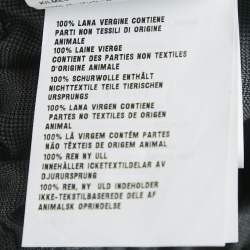 100% LANA VERGINE CONTIENE
PARTI NON TESSILI DI ORIGINE
ANIMALE
100% LAINE VIERGE
CONTIENT DES PARTIES NON TEXTILES
D'ORIGINE ANIMALE
100% SCHURWOLLE ENTHÄLT
NICHTTEXTILE TEILE TIERISCHEN
URSPRUNGS
100% LANA VIRGEN CONTIEN
PARTES NO TEXTILES DE ORIGEN
ANIMAL
100% LÃ VIRGEM CONTÉM PARTES
NÃO TÊXTEIS DE ORIGEM ANIMAL
100% REN NY ULL
INNEHÅLLER ICKETEXTILDELAR AV
DJURURSPRUNG
100% REN, NY ULD INDEHOLDER
IKKE-TEKSTILBASEREDE DELE AF
ANIMALSK OPRINDELSE